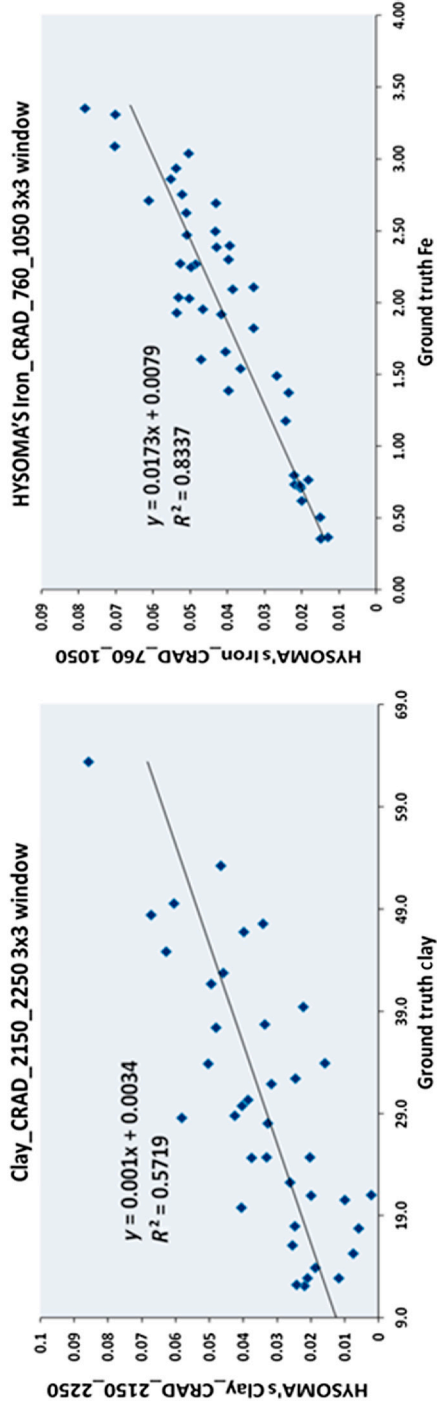 Clay_CRAD_2150_2250 3x3 window
HYSOMA's Clay_CRAD_2150_2250
0.1
0.09
0.08
0.07
0.06
0.05
0.04
0.03
0.02
0.01
0
y = 0.001x + 0.0034
R² = 0.5719
9.0 19.0 29.0 39.0 49.0 59.0 69.0
Ground truth clay
HYSOMA'S Iron_CRAD_760_1050 3x3 window
HYSOMA's Iron_CRAD_760_1050
0.09
0.08
0.07
0.06
0.05
0.04
0.03
0.02
0.01
0
y = 0.0173x + 0.0079
R² = 0.8337
0.00 0.50 1.00 1.50 2.00 2.50 3.00 3.50 4.00
Ground truth Fe